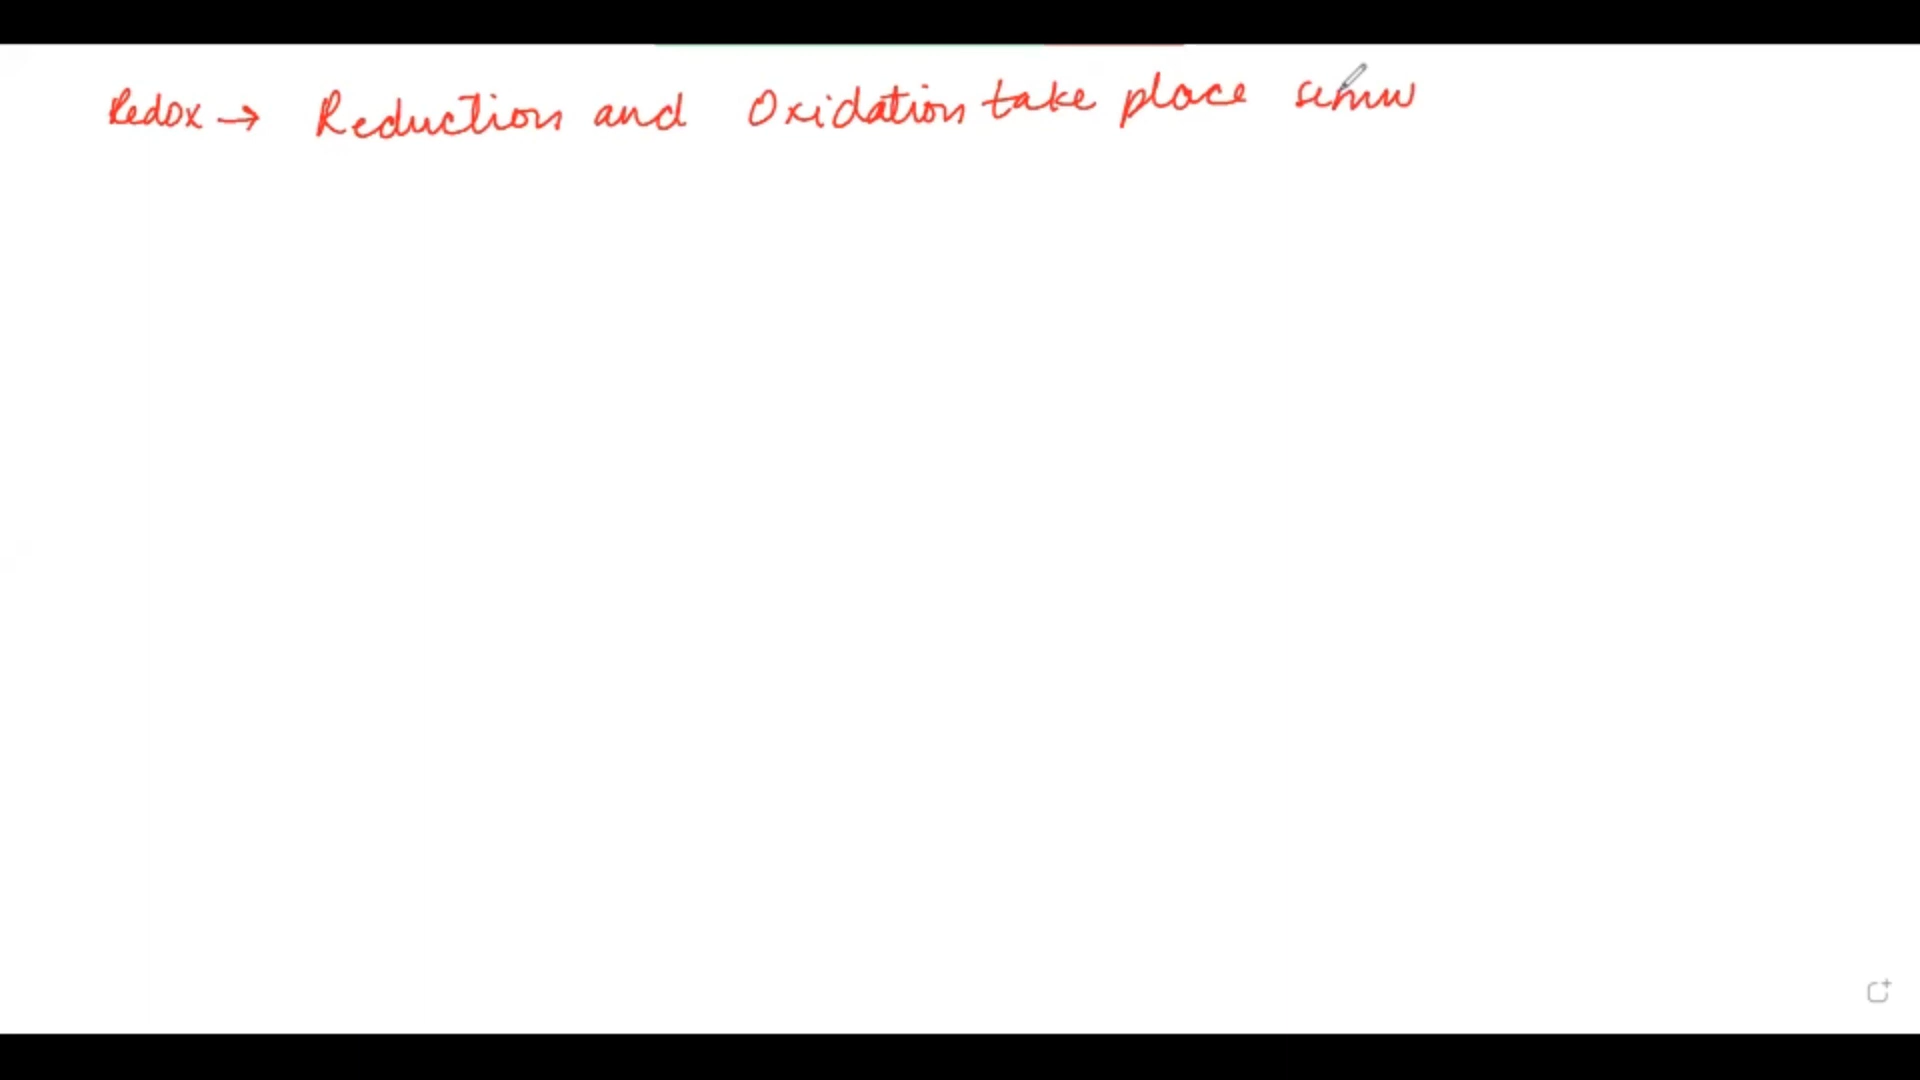 Redox → Reduction and Oxidation take place